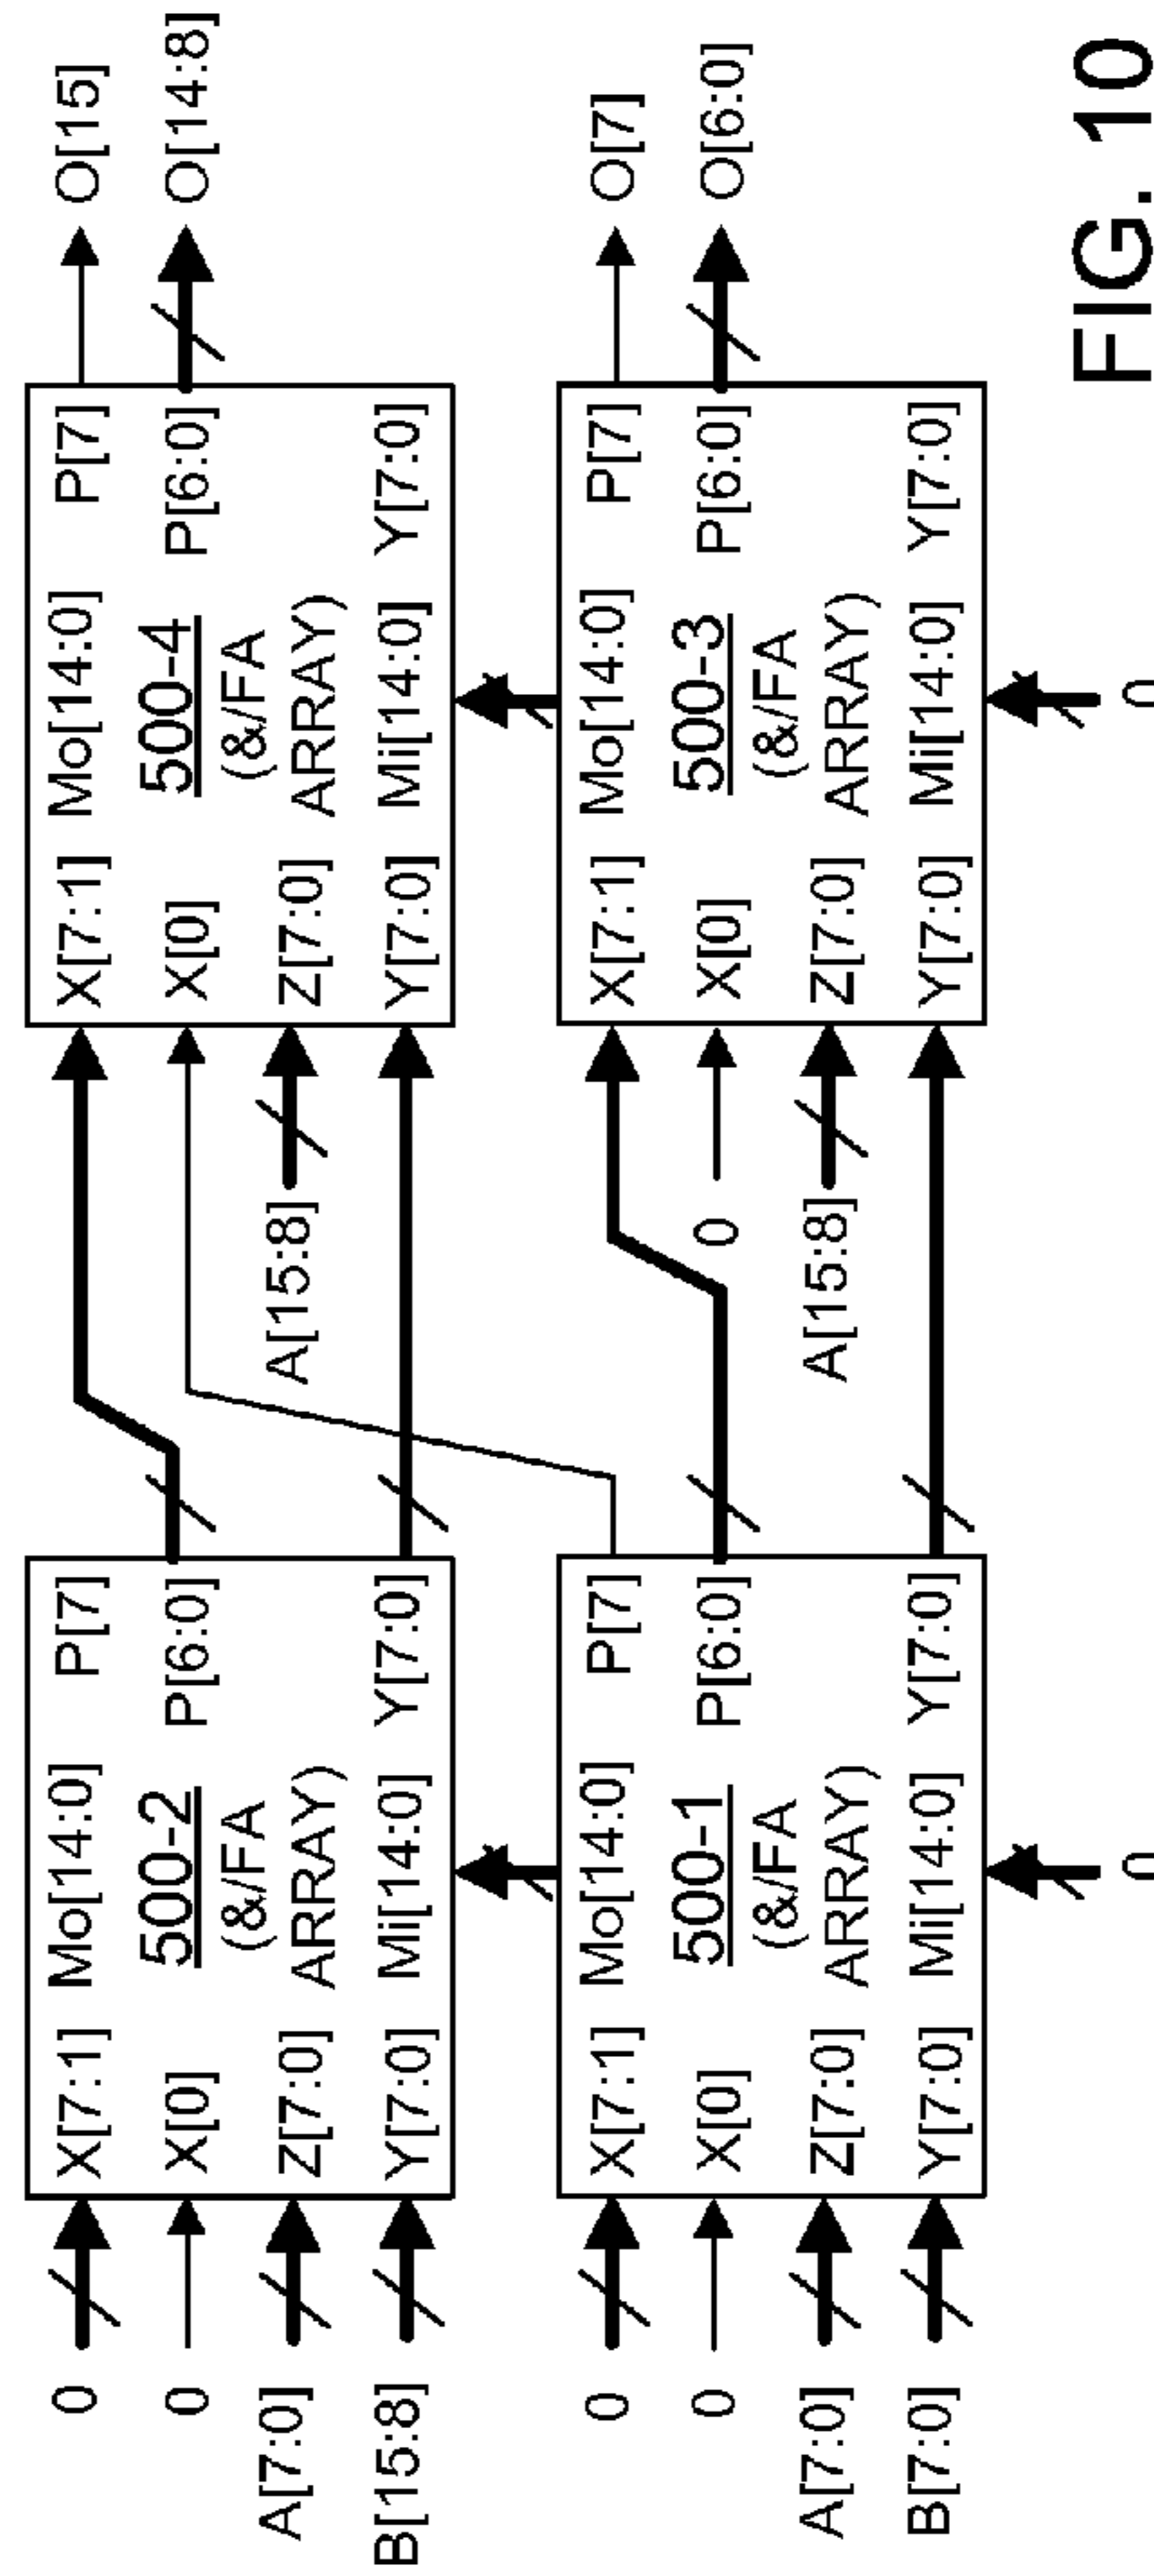 0
0
A[7:0]
B[15:8]
X[7:1] Mo[14:0] P[7]
X[0] 500-2 P[6:0]
(&/FA
Z[7:0] ARRAY)
Y[7:0] Mi[14:0] Y[7:0]
A[15:8]
X[7:1] Mo[14:0] P[7]
X[0] 500-4 P[6:0]
(&/FA
Z[7:0] ARRAY)
Y[7:0] Mi[14:0] Y[7:0]
O[15]
O[14:8]
0
0
A[7:0]
B[7:0]
X[7:1] Mo[14:0] P[7]
X[0] 500-1 P[6:0]
(&/FA
Z[7:0] ARRAY)
Y[7:0] Mi[14:0] Y[7:0]
0
0
A[15:8]
X[7:1] Mo[14:0] P[7]
X[0] 500-3 P[6:0]
(&/FA
Z[7:0] ARRAY)
Y[7:0] Mi[14:0] Y[7:0]
0
O[7]
O[6:0]
FIG. 10